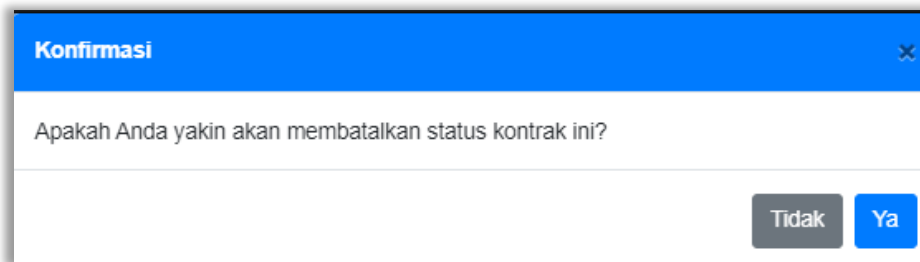 Konfirmasi
Apakah Anda yakin akan membatalkan status kontrak ini?
Tidak Ya